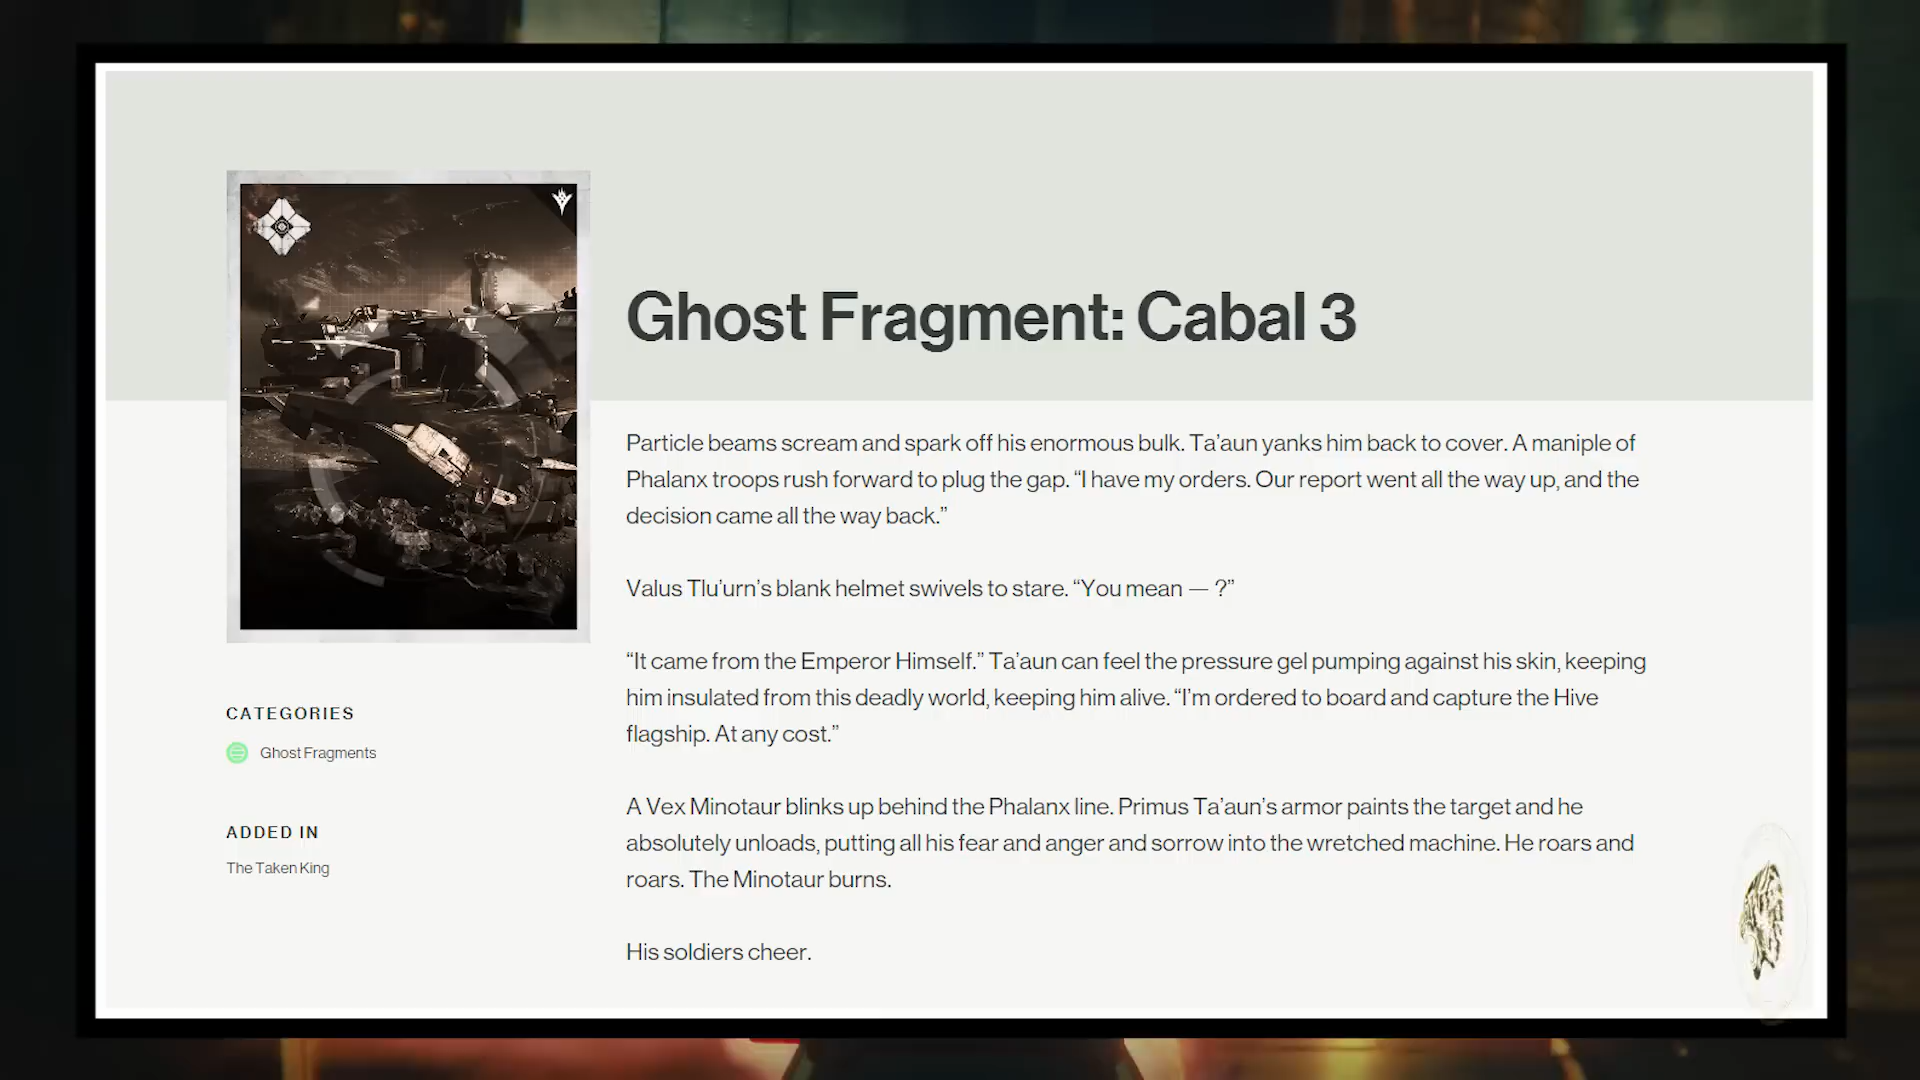 Ghost Fragment: Cabal 3
Particle beams scream and spark off his enormous bulk. Ta’aun yanks him back to cover. A maniple of
Phalanx troops rush forward to plug the gap. “I have my orders. Our report went all the way up, and the
decision came all the way back.”
Valus Tlu’urn’s blank helmet swivels to stare. “You mean — ?”
“It came from the Emperor Himself.” Ta’aun can feel the pressure gel pumping against his skin, keeping
him insulated from this deadly world, keeping him alive. “I’m ordered to board and capture the Hive
flagship. At any cost.”
A Vex Minotaur blinks up behind the Phalanx line. Primus Ta’aun’s armor paints the target and he
absolutely unloads, putting all his fear and anger and sorrow into the wretched machine. He roars and
roars. The Minotaur burns.
His soldiers cheer.
CATEGORIES
Ghost Fragments
ADDED IN
The Taken King